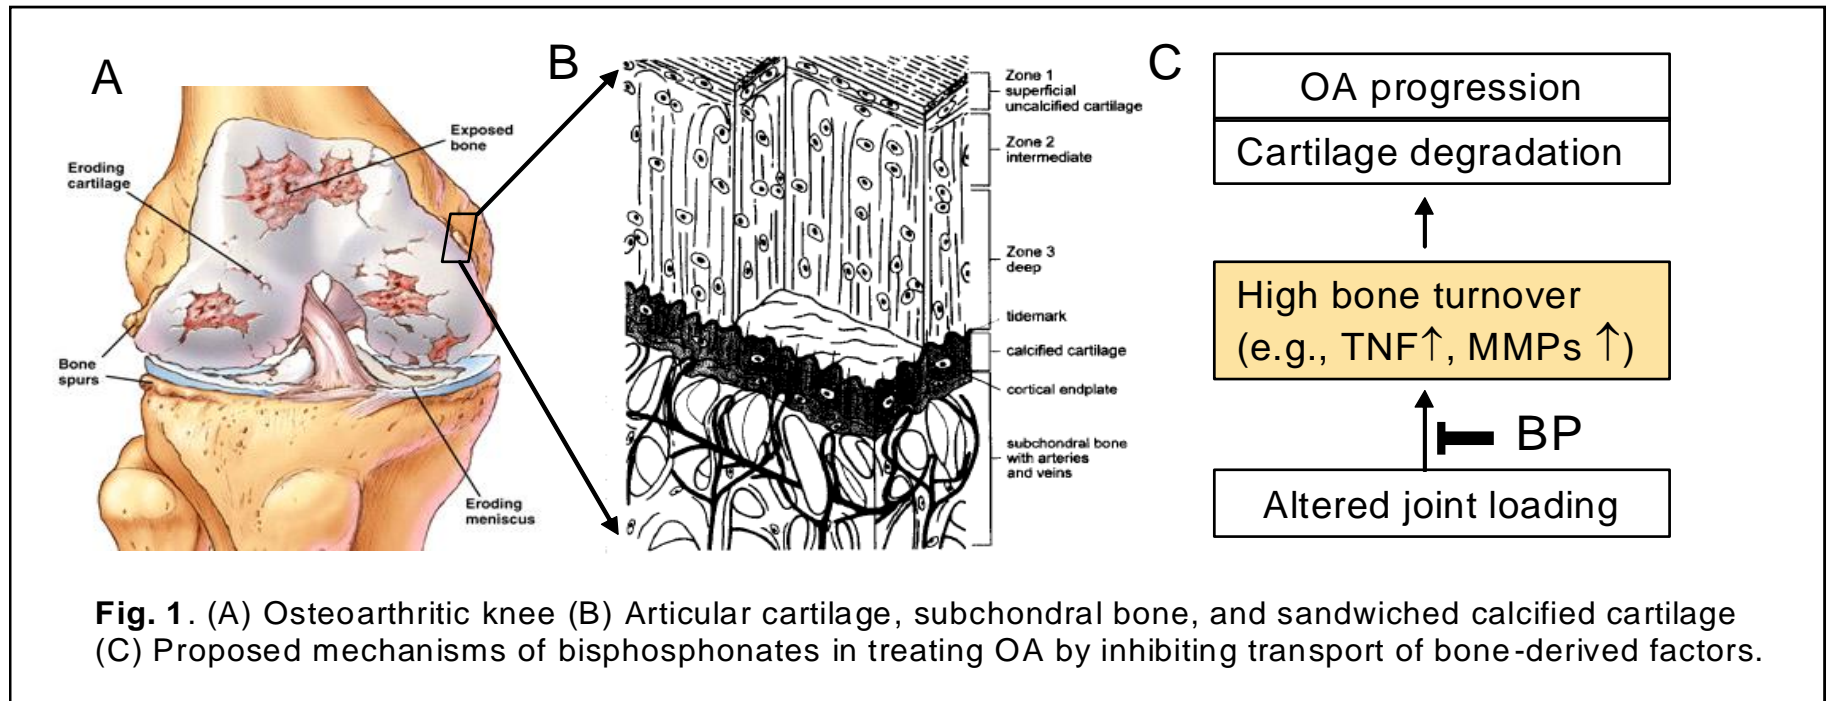 A
Exposed
bone
Eroding
cartilage
Bone
spurs
Eroding
meniscus
B
Zone 1
superficial
uncalcified cartilage
Zone 2
intermediate
Zone 3
deep
tidemark
calcified cartilage
cortical endplate
subchondral bone
with arteries
and veins
C
OA progression
Cartilage degradation
High bone turnover
(e.g., TNF↑, MMPs ↑)
BP
Altered joint loading
Fig. 1. (A) Osteoarthritic knee (B) Articular cartilage, subchondral bone, and sandwiched calcified cartilage
(C) Proposed mechanisms of bisphosphonates in treating OA by inhibiting transport of bone-derived factors.